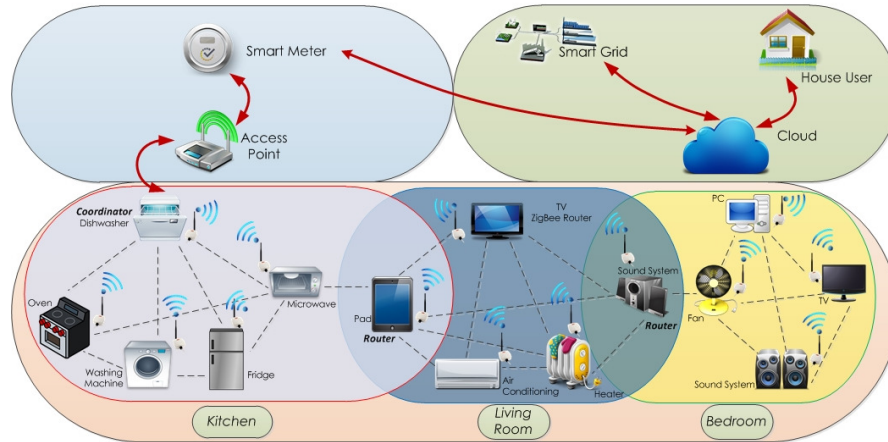 Smart Meter
Smart Grid
House User
Access
Point
Cloud
Coordinator
Dishwasher
TV
ZigBee Router
PC
Oven
Microwave
Sound System
TV
Pad
Router
Router
Fan
Washing
Machine
Fridge
Air
Conditioning
Heater
Sound System
Kitchen
Living
Room
Bedroom